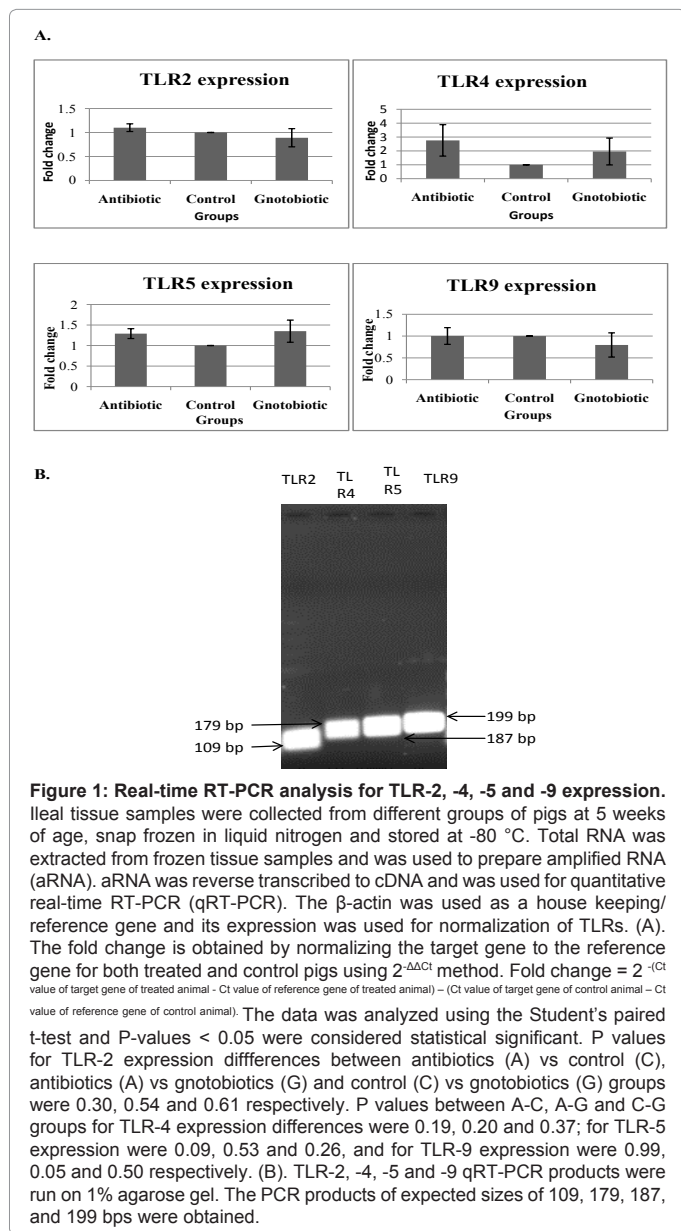 A.
TLR2 expression
Fold change
1.5
1
0.5
0
Antibiotic Control Gnotobiotic
Groups
TLR4 expression
Fold change
5
4
3
2
1
0
Antibiotic Control Gnotobiotic
Groups
TLR5 expression
Fold change
2
1.5
1
0.5
0
Antibiotic Control Gnotobiotic
Groups
TLR9 expression
Fold change
1.5
1
0.5
0
Antibiotic Control Gnotobiotic
Groups
B.
TLR2 TL R4 TL R5 TLR9
179 bp
109 bp
199 bp
187 bp
Figure 1: Real-time RT-PCR analysis for TLR-2, -4, -5 and -9 expression.
Ileal tissue samples were collected from different groups of pigs at 5 weeks
of age, snap frozen in liquid nitrogen and stored at -80 °C. Total RNA was
extracted from frozen tissue samples and was used to prepare amplified RNA
(aRNA). aRNA was reverse transcribed to cDNA and was used for quantitative
real-time RT-PCR (qRT-PCR). The β-actin was used as a house keeping/
reference gene and its expression was used for normalization of TLRs. (A).
The fold change is obtained by normalizing the target gene to the reference
gene for both treated and control pigs using 2-ΔΔCt method. Fold change = 2 -(Ct
value of target gene of treated animal - Ct value of reference gene of treated animal) – (Ct value of target gene of control animal – Ct
value of reference gene of control animal). The data was analyzed using the Student's paired
t-test and P-values < 0.05 were considered statistical significant. P values
for TLR-2 expression diffferences between antibiotics (A) vs control (C),
antibiotics (A) vs gnotobiotics (G) and control (C) vs gnotobiotics (G) groups
were 0.30, 0.54 and 0.61 respectively. P values between A-C, A-G and C-G
groups for TLR-4 expression differences were 0.19, 0.20 and 0.37; for TLR-5
expression were 0.09, 0.53 and 0.26, and for TLR-9 expression were 0.99,
0.05 and 0.50 respectively. (B). TLR-2, -4, -5 and -9 qRT-PCR products were
run on 1% agarose gel. The PCR products of expected sizes of 109, 179, 187,
and 199 bps were obtained.